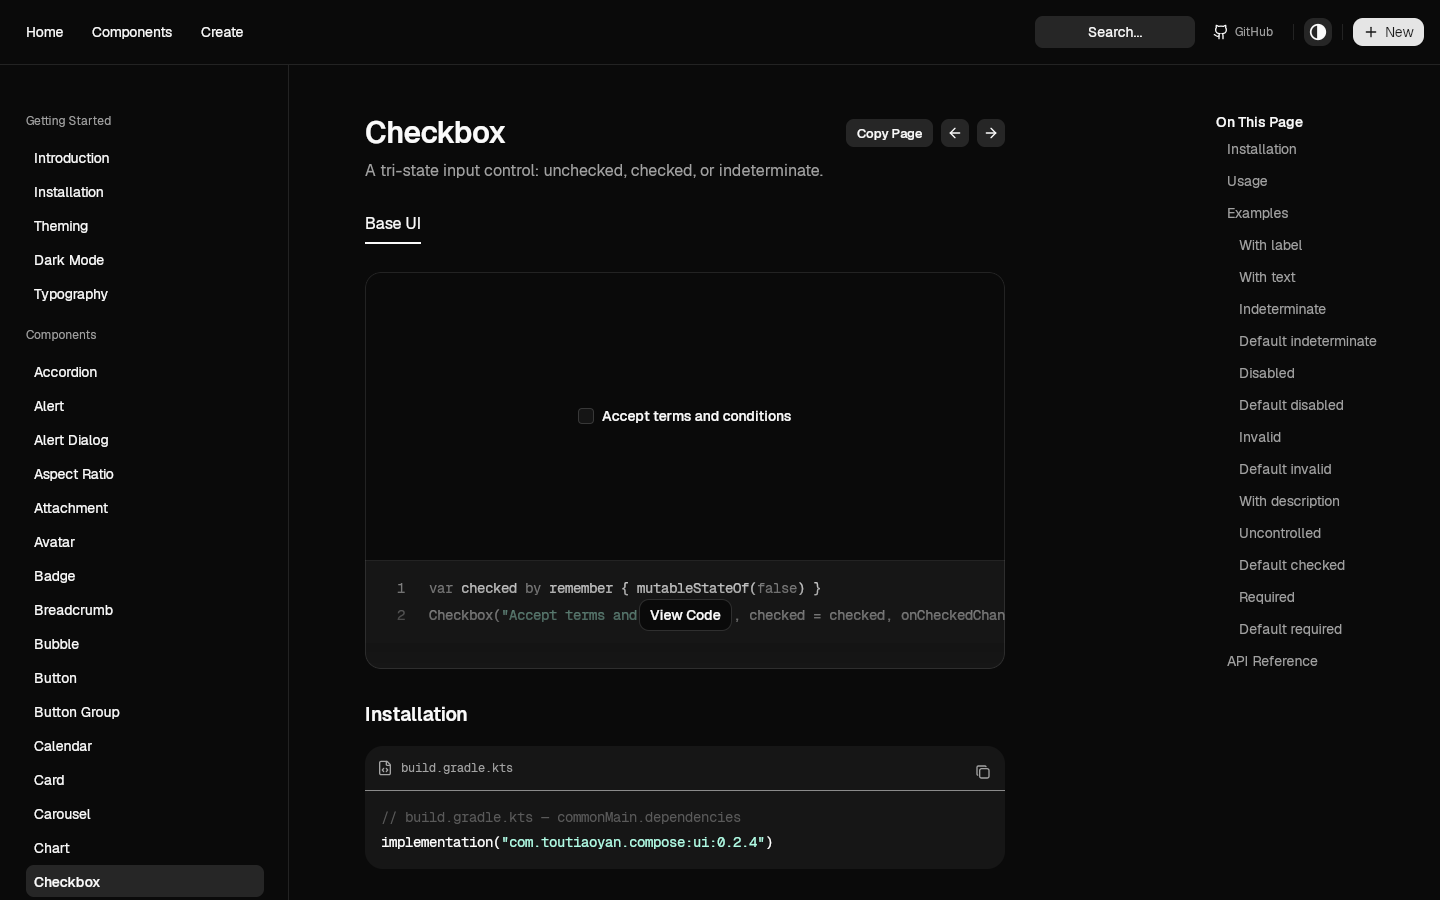 Home
Components
Create
Search...
GitHub
New
Getting Started
Introduction
Installation
Theming
Dark Mode
Typography
Components
Accordion
Alert
Alert Dialog
Aspect Ratio
Attachment
Avatar
Badge
Breadcrumb
Bubble
Button
Button Group
Calendar
Card
Carousel
Chart
Checkbox
Checkbox
Copy Page
A tri-state input control: unchecked, checked, or indeterminate.
Base UI
Accept terms and conditions
1 var checked by remember { mutableStateOf(false) }
2 Checkbox("Accept terms and , checked = checked, onCheckedChan
View Code
Installation
build.gradle.kts
// build.gradle.kts — commonMain.dependencies
implementation("com.toutiaoyan.compose:ui:0.2.4")
On This Page
Installation
Usage
Examples
With label
With text
Indeterminate
Default indeterminate
Disabled
Default disabled
Invalid
Default invalid
With description
Uncontrolled
Default checked
Required
Default required
API Reference